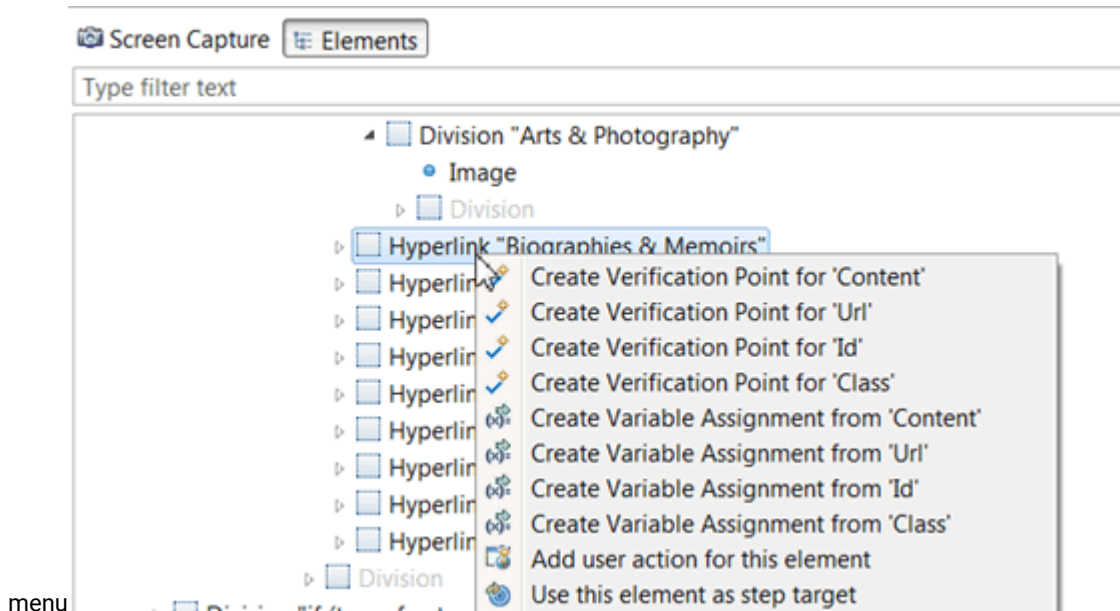 Screen Capture Elements
Type filter text
Division "Arts & Photography"
Image
Division
Hyperlink "Biographies & Memoirs"
Hyperlin
Hyperlin
Hyperlin
Hyperlin
Hyperlin
Hyperlin
Hyperlin
Hyperlin
Division
Create Verification Point for 'Content'
Create Verification Point for 'Url'
Create Verification Point for 'Id'
Create Verification Point for 'Class'
Create Variable Assignment from 'Content'
Create Variable Assignment from 'Url'
Create Variable Assignment from 'Id'
Create Variable Assignment from 'Class'
Add user action for this element
Use this element as step target
menu